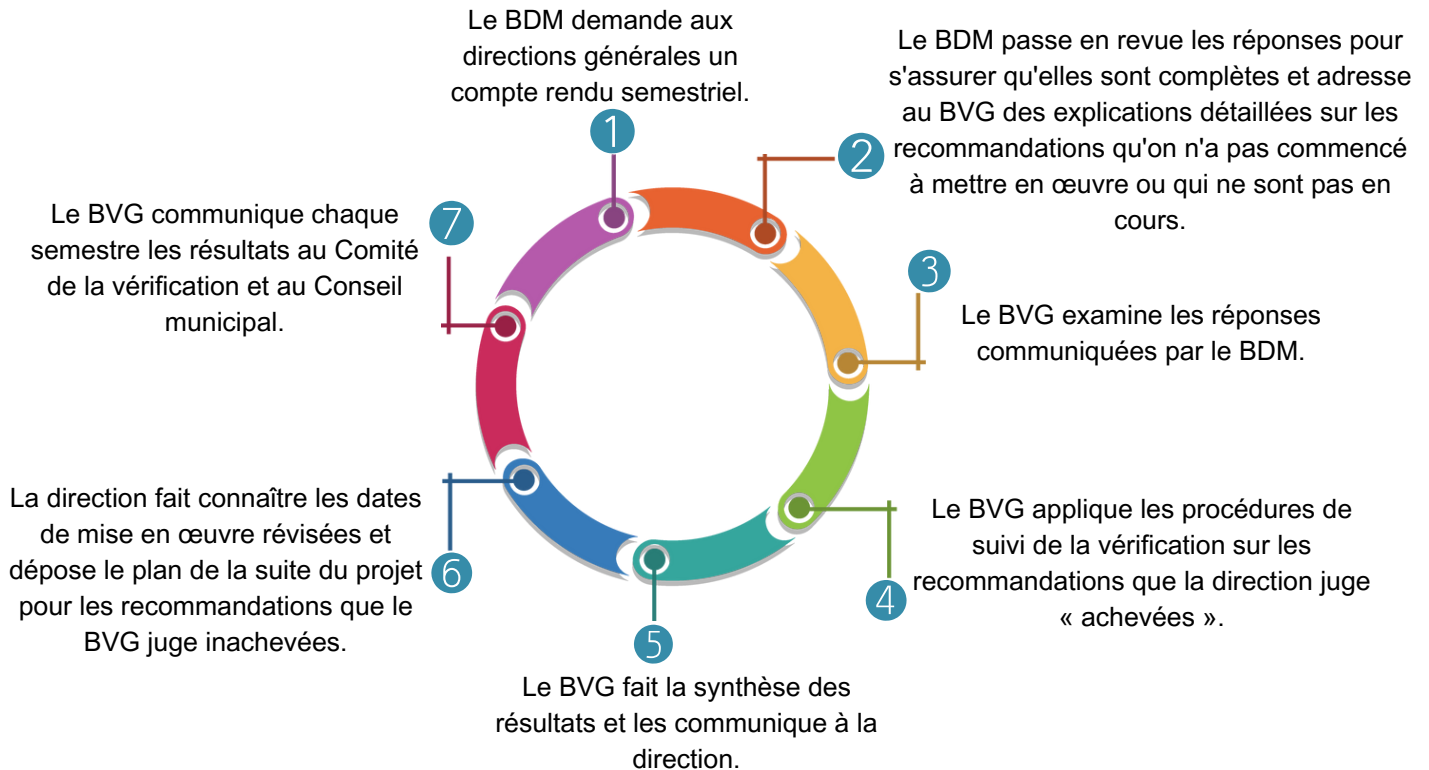 1
Le BDM demande aux
directions générales un
compte rendu semestriel.
2
Le BDM passe en revue les réponses pour
s'assurer qu'elles sont complètes et adresse
au BVG des explications détaillées sur les
recommandations qu'on n'a pas commencé
à mettre en œuvre ou qui ne sont pas en
cours.
3
Le BVG examine les réponses
communiquées par le BDM.
4
Le BVG applique les procédures de
suivi de la vérification sur les
recommandations que la direction juge
« achevées ».
5
Le BVG fait la synthèse des
résultats et les communique à la
direction.
6
La direction fait connaître les dates
de mise en œuvre révisées et
dépose le plan de la suite du projet
pour les recommandations que le
BVG juge inachevées.
7
Le BVG communique chaque
semestre les résultats au Comité
de la vérification et au Conseil
municipal.